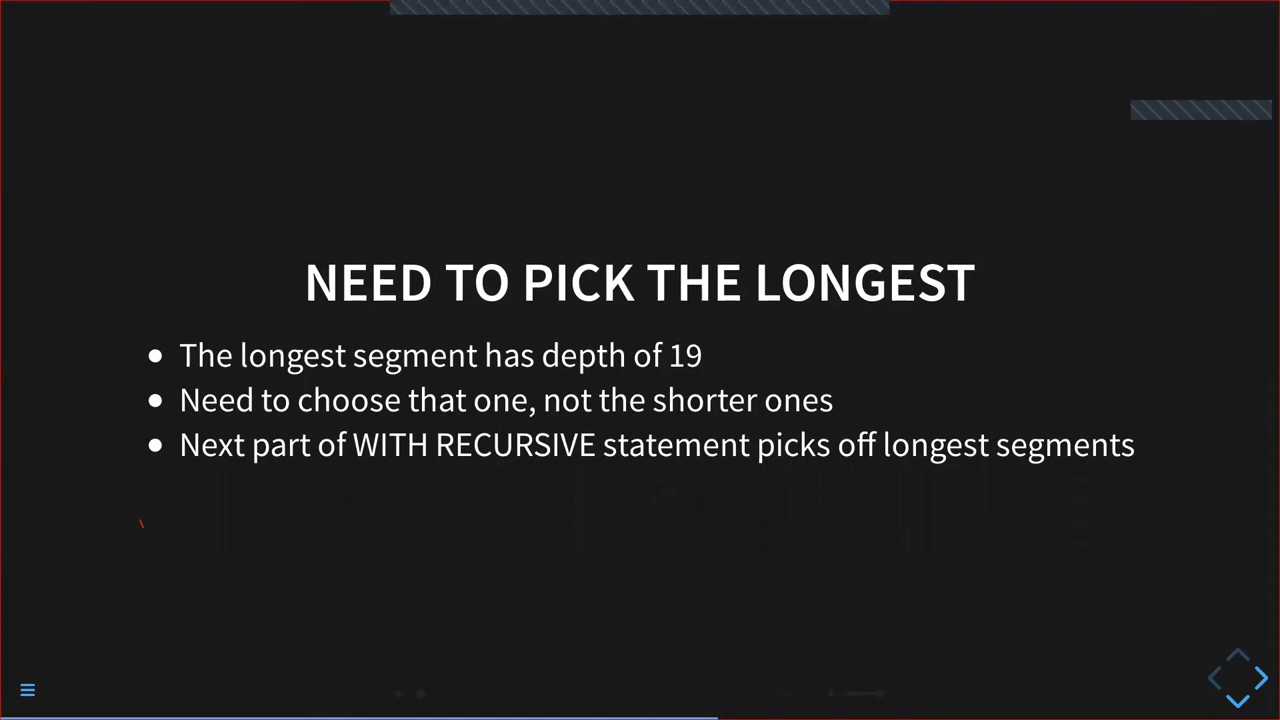 NEED TO PICK THE LONGEST
The longest segment has depth of 19
Need to choose that one, not the shorter ones
Next part of WITH RECURSIVE statement picks off longest segments
\